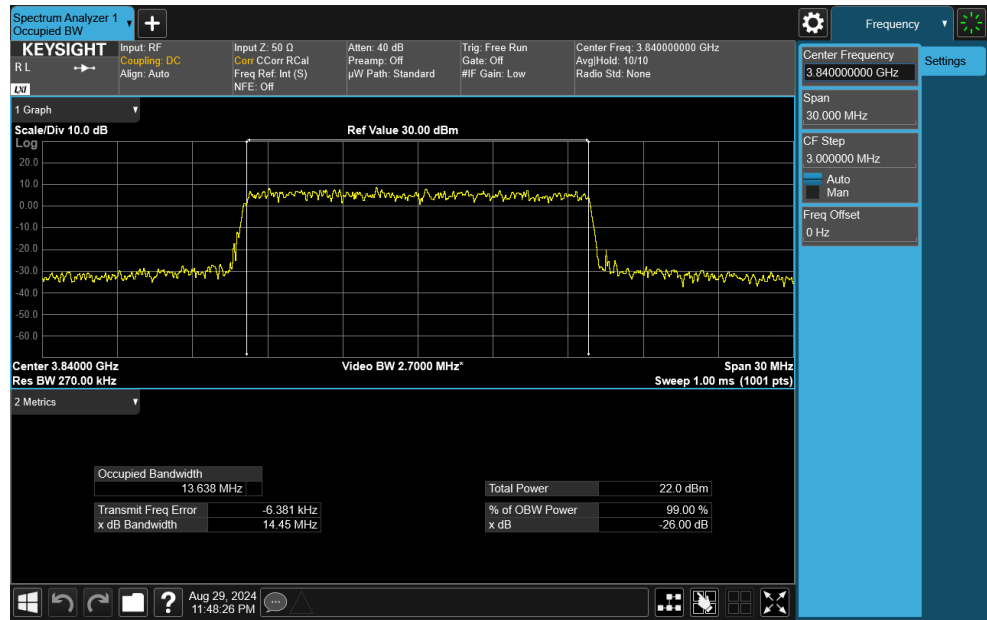 Spectrum Analyzer 1
Occupied BW
+
Frequency
KEYSIGHT
R L
LXI
Input: RF
Coupling: DC
Align: Auto
Input Z: 50 Ω
Corr CCorr RCal
Freq Ref: Int (S)
NFE: Off
Atten: 40 dB
Preamp: Off
µW Path: Standard
Trig: Free Run
Gate: Off
#IF Gain: Low
Center Freq: 3.840000000 GHz
Avg|Hold: 10/10
Radio Std: None
Center Frequency
3.840000000 GHz
Settings
Span
30.000 MHz
CF Step
3.000000 MHz
Auto
Man
Freq Offset
0 Hz
1 Graph
Scale/Div 10.0 dB
Ref Value 30.00 dBm
Log
20.0
10.0
0.00
-10.0
-20.0
-30.0
-40.0
-50.0
-60.0
Center 3.84000 GHz
Video BW 2.7000 MHz*
Span 30 MHz
Res BW 270.00 kHz
Sweep 1.00 ms (1001 pts)
2 Metrics
Occupied Bandwidth
13.638 MHz
Total Power 22.0 dBm
Transmit Freq Error -6.381 kHz
% of OBW Power 99.00 %
x dB Bandwidth 14.45 MHz
x dB -26.00 dB
?
Aug 29, 2024
11:48:26 PM